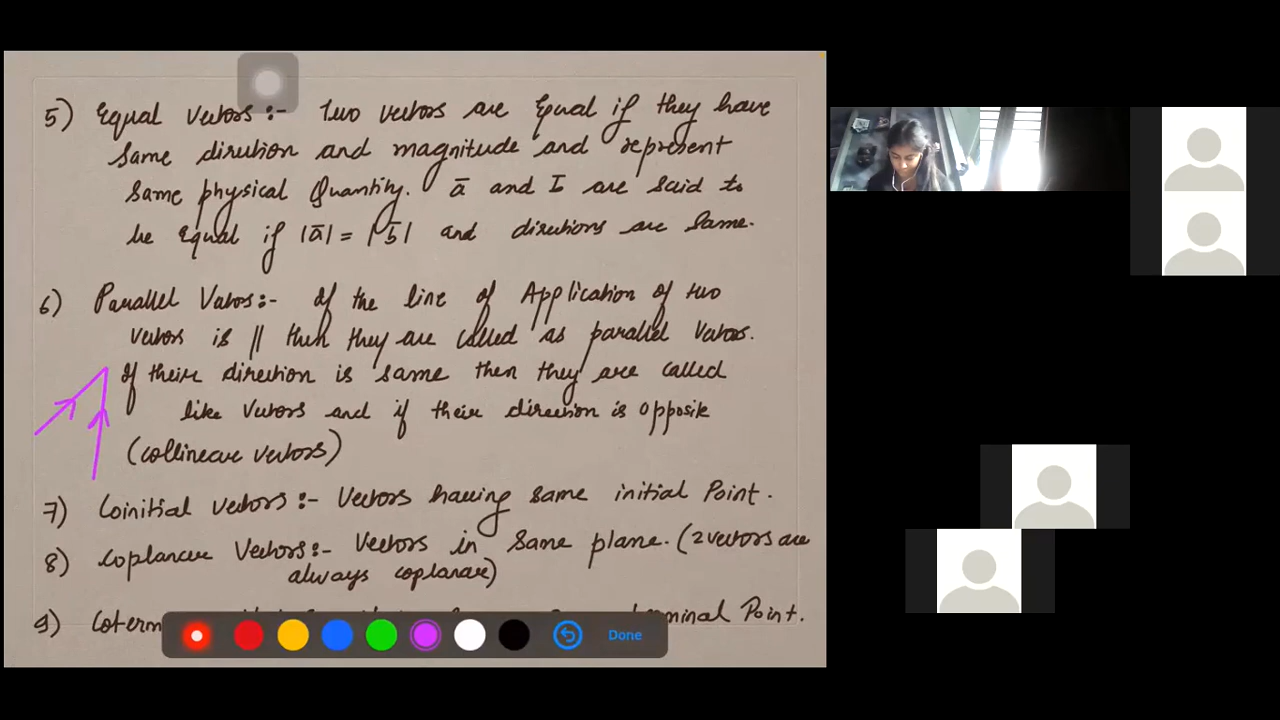 5) Equal Vectors :- Two vectors are Equal if they have
same direction and magnitude and represent
same physical Quantity. a̅ and b̅ are said to
be Equal if |a̅| = |b̅| and directions are same.
6) Parallel Vectors :- If the line of Application of two
vectors is || then they are called as parallel Vectors.
If their direction is same then they are called
like Vectors and if their direction is opposite
(collinear vectors)
7) Coinitial vectors :- Vectors having same initial Point.
8) Coplanar Vectors :- Vectors in same plane. (2 vectors are
always coplanar)
9) Coterm
minal Point.
Done